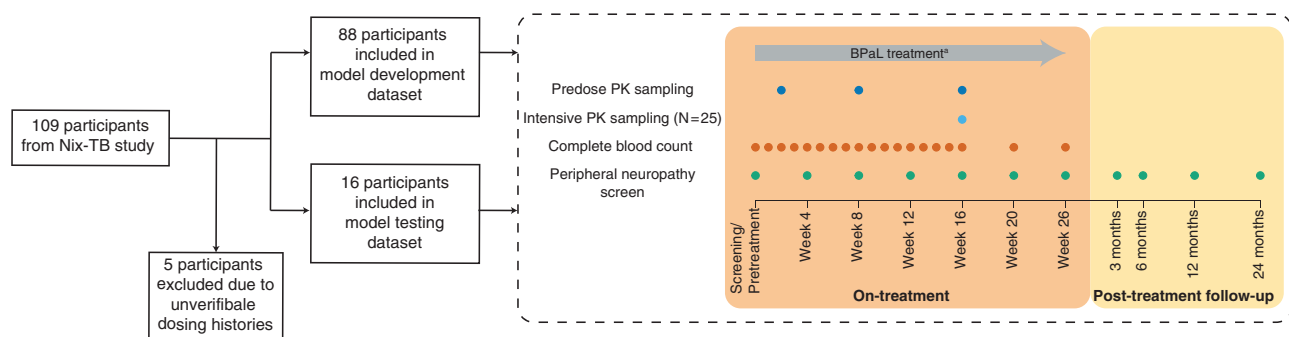 109 participants
from Nix-TB study
88 participants
included in
model development
dataset
16 participants
included in
model testing
dataset
5 participants
excluded due to
unverifibale
dosing histories
BPaL treatmentᵃ
Predose PK sampling
Intensive PK sampling (N=25)
Complete blood count
Peripheral neuropathy
screen
Screening/
Pretreatment
Week 4
Week 8
Week 12
Week 16
Week 20
Week 26
3 months
6 months
12 months
24 months
On-treatment
Post-treatment follow-up